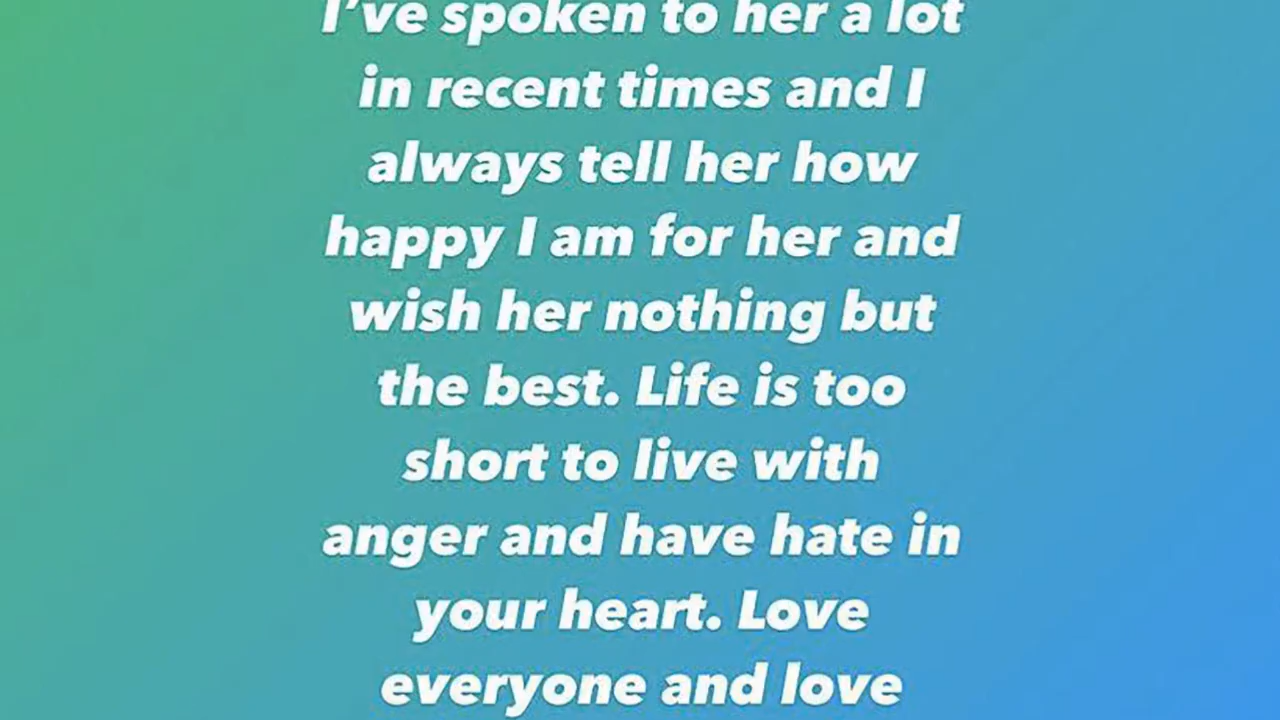 I've spoken to her a lot
in recent times and I
always tell her how
happy I am for her and
wish her nothing but
the best. Life is too
short to live with
anger and have hate in
your heart. Love
everyone and love